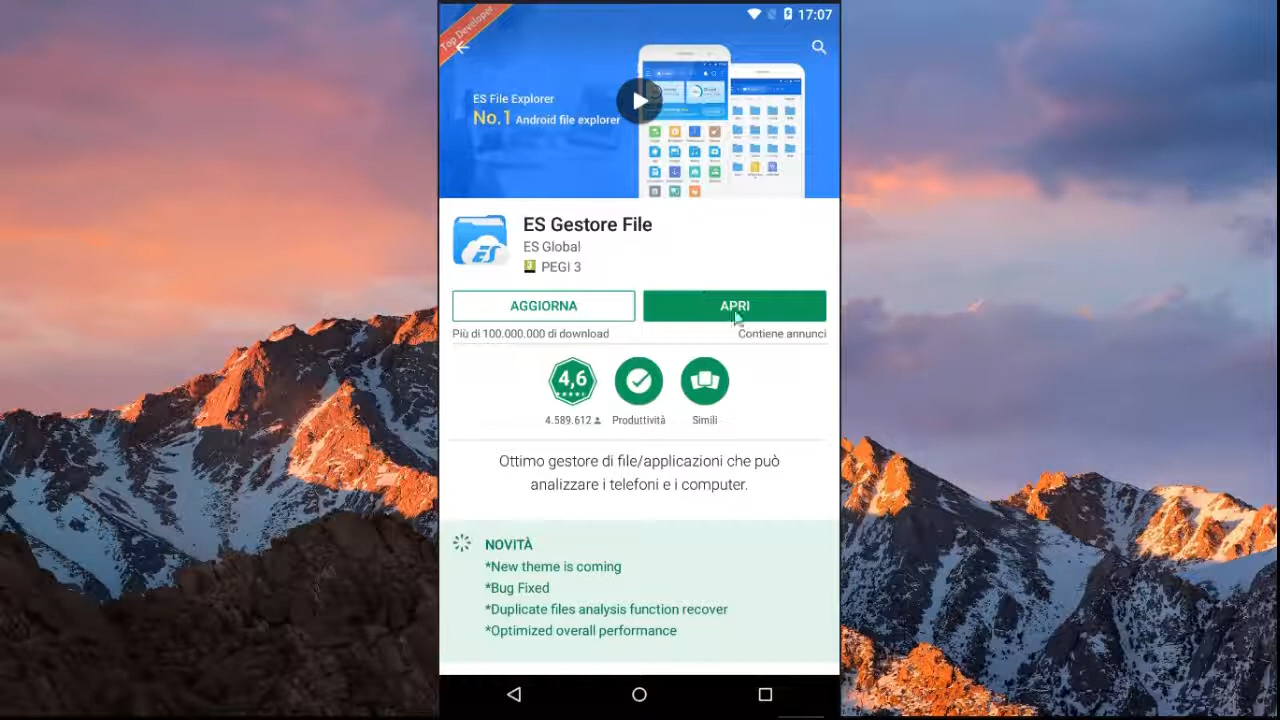 Top Developer
17:07
ES File Explorer
No.1 Android file explorer
ES Gestore File
ES Global
3 PEGI 3
AGGIORNA
APRI
Più di 100.000.000 di download
Contiene annunci
4,6
4.589.612
Produttività
Simili
Ottimo gestore di file/applicazioni che può
analizzare i telefoni e i computer.
NOVITÀ
*New theme is coming
*Bug Fixed
*Duplicate files analysis function recover
*Optimized overall performance